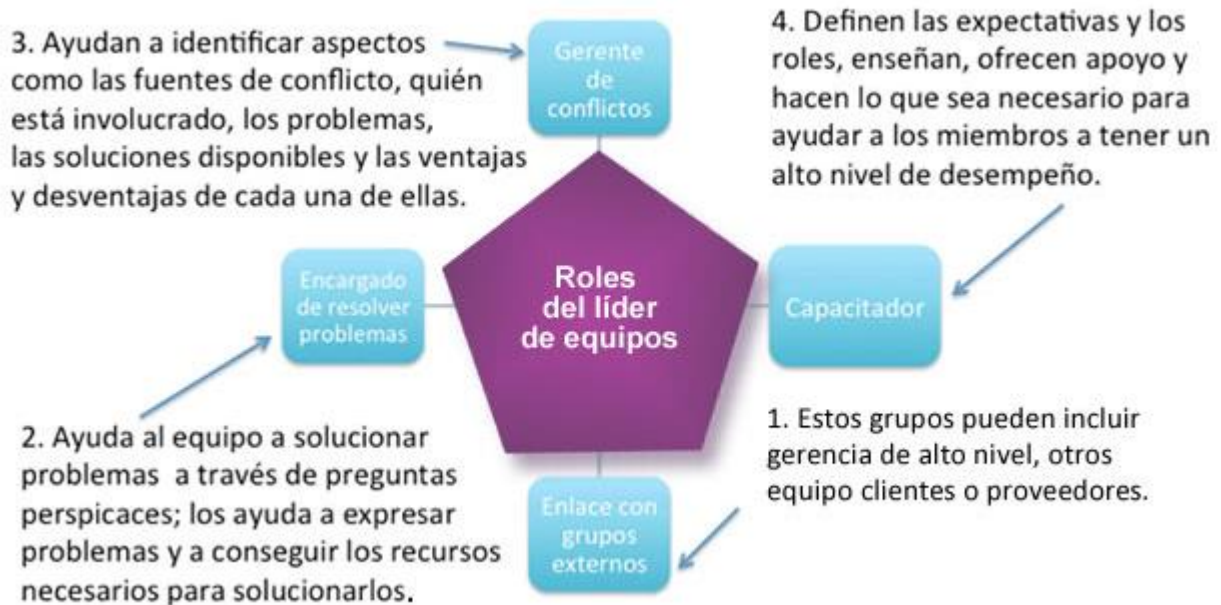 3. Ayudan a identificar aspectos
como las fuentes de conflicto, quién
está involucrado, los problemas,
las soluciones disponibles y las ventajas
y desventajas de cada una de ellas.
Gerente
de
conflictos
4. Definen las expectativas y los
roles, enseñan, ofrecen apoyo y
hacen lo que sea necesario para
ayudar a los miembros a tener un
alto nivel de desempeño.
Encargado
de resolver
problemas
Roles
del líder
de equipos
Capacitador
2. Ayuda al equipo a solucionar
problemas a través de preguntas
perspicaces; los ayuda a expresar
problemas y a conseguir los recursos
necesarios para solucionarlos.
Enlace con
grupos
externos
1. Estos grupos pueden incluir
gerencia de alto nivel, otros
equipo clientes o proveedores.